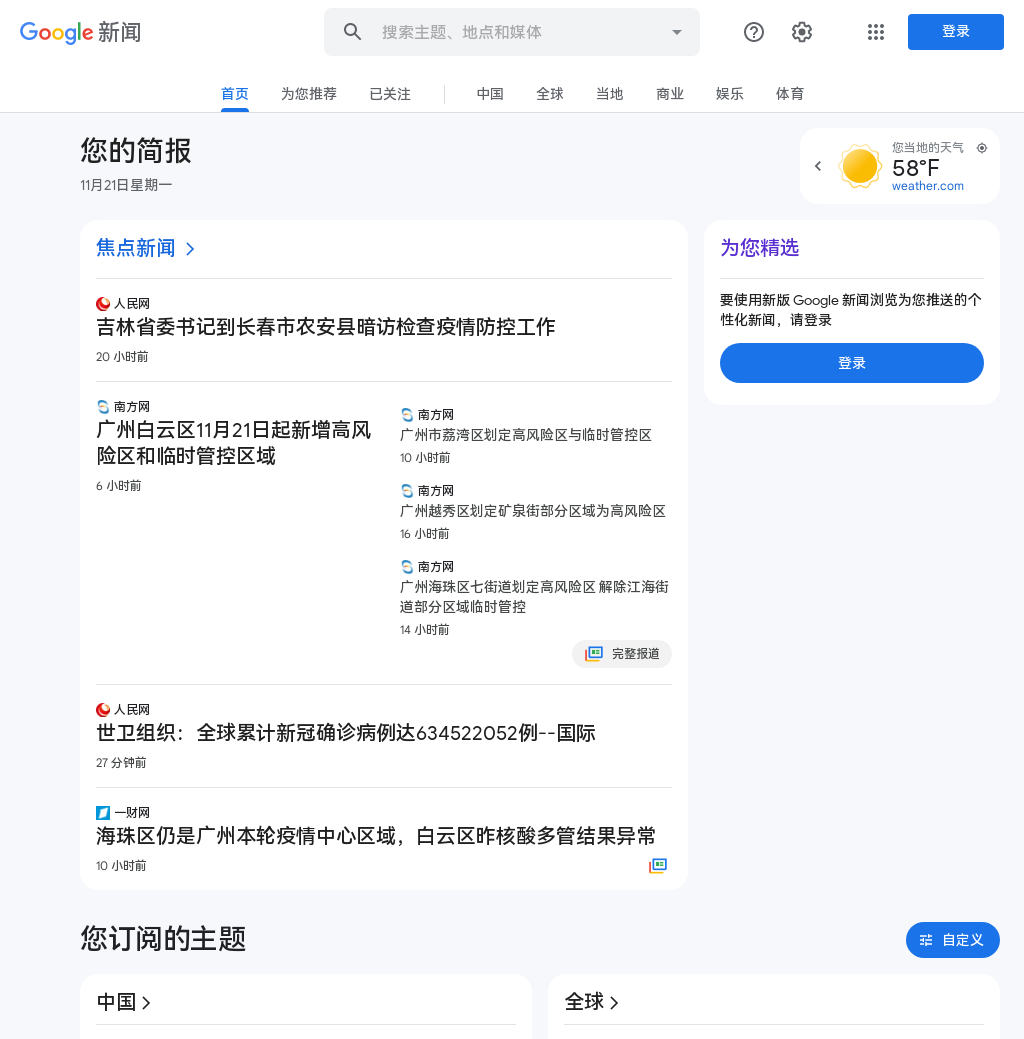 Google 新闻
搜索主题、地点和媒体
登录
首页
为您推荐
已关注
中国
全球
当地
商业
娱乐
体育
您的简报
11月21日星期一
您当地的天气
58°F
weather.com
焦点新闻
人民网
吉林省委书记到长春市农安县暗访检查疫情防控工作
20 小时前
南方网
广州白云区11月21日起新增高风
险区和临时管控区域
6 小时前
南方网
广州市荔湾区划定高风险区与临时管控区
10 小时前
南方网
广州越秀区划定矿泉街部分区域为高风险区
16 小时前
南方网
广州海珠区七街道划定高风险区 解除江海街
道部分区域临时管控
14 小时前
完整报道
人民网
世卫组织：全球累计新冠确诊病例达634522052例--国际
27 分钟前
一财网
海珠区仍是广州本轮疫情中心区域，白云区昨核酸多管结果异常
10 小时前
为您精选
要使用新版 Google 新闻浏览为您推送的个
性化新闻，请登录
登录
您订阅的主题
自定义
中国
全球